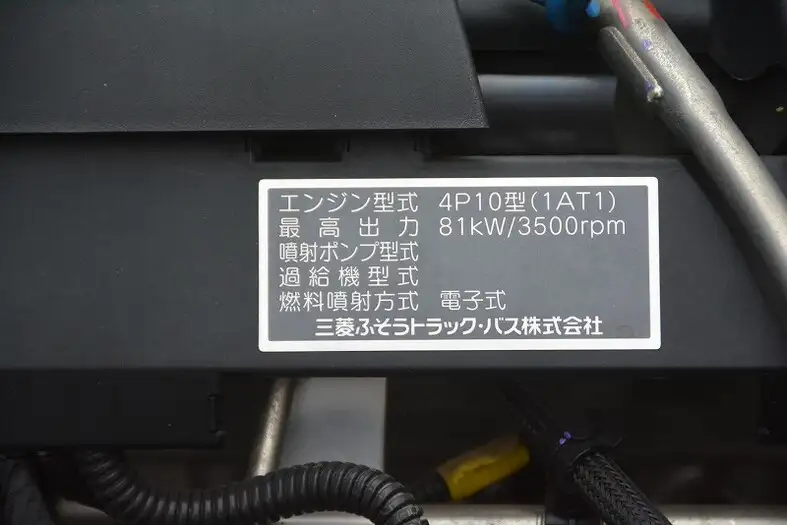 エンジン型式 4P10型(1AT1)
最高出力 81kW/3500rpm
噴射ポンプ型式
過給機型式
燃料噴射方式 電子式
三菱ふそうトラック・バス株式会社